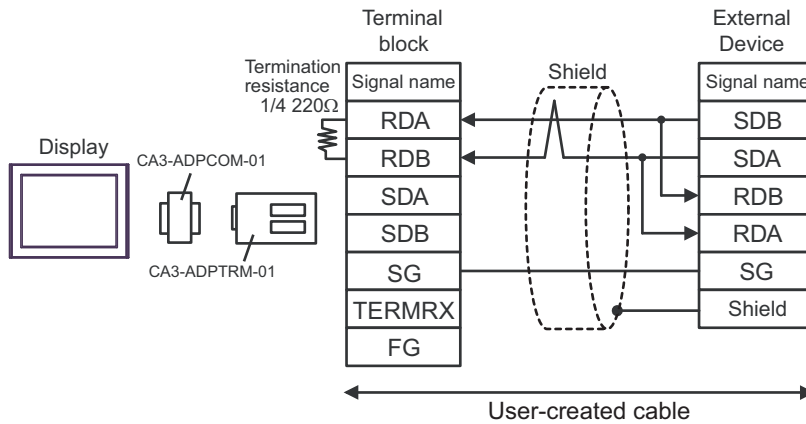 Terminal
block
External
Device
Termination
resistance
1/4 220Ω
Signal name
Shield
Signal name
RDA
SDB
Display
CA3-ADPCOM-01
RDB
SDA
SDA
RDB
SDB
RDA
CA3-ADPTRM-01
SG
SG
TERMRX
Shield
FG
User-created cable